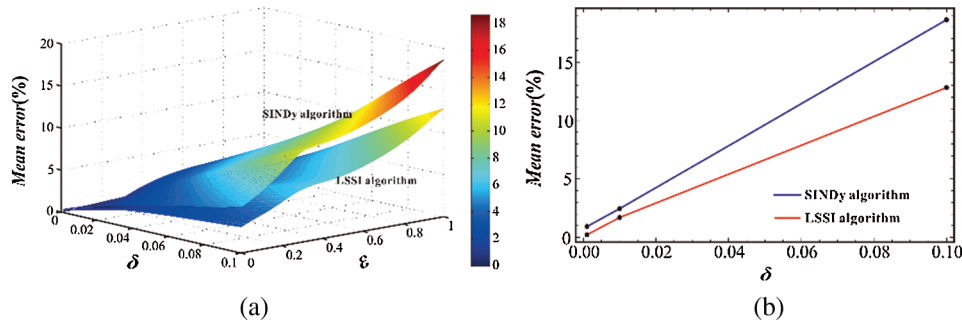 (a)
Mean error(%)
20
15
10
5
0
0
0.02
0.04
0.06
0.08
0.1
δ
0
0.2
0.4
0.6
0.8
1
ε
SINDy algorithm
LSSI algorithm
18
16
14
12
10
8
6
4
2
0
(a)
(b)
Mean error(%)
15
10
5
0
0.00
0.02
0.04
0.06
0.08
0.10
δ
SINDy algorithm
LSSI algorithm
(b)